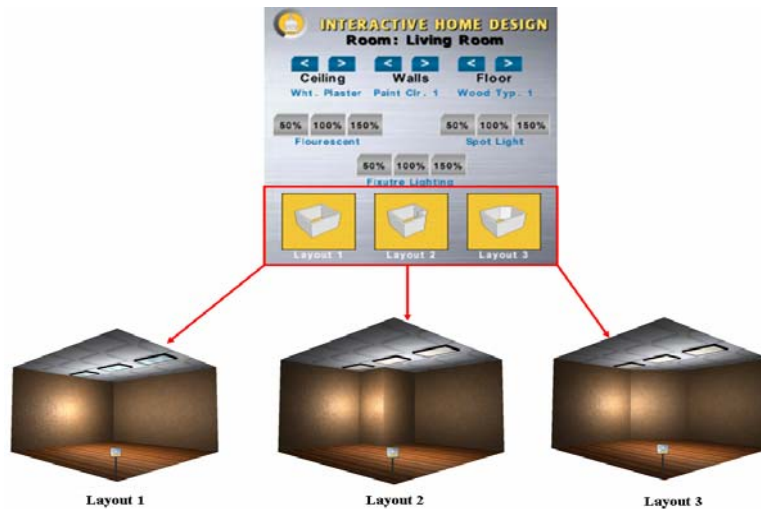 INTERACTIVE HOME DESIGN
Room: Living Room
< > < > < >
Ceiling Walls Floor
Wht. Plaster Paint Clr. 1 Wood Typ. 1
50% 100% 150% 50% 100% 150%
Flourescent Spot Light
50% 100% 150%
Fixutre Lighting
Layout 1 Layout 2 Layout 3
Layout 1 Layout 2 Layout 3